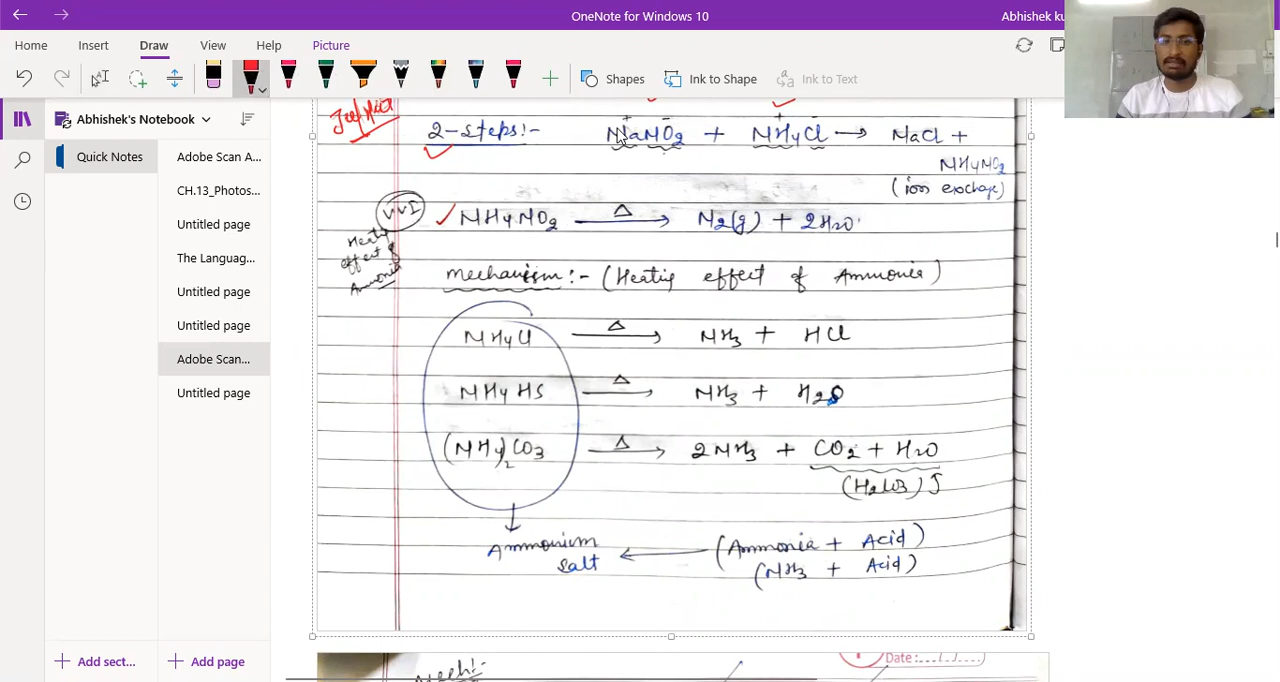 OneNote for Windows 10
Abhishek ku
Home Insert Draw View Help Picture
Shapes Ink to Shape Ink to Text
Abhishek's Notebook
Quick Notes
Adobe Scan A...
CH.13_Photos...
Untitled page
The Languag...
Untitled page
Untitled page
Adobe Scan...
Untitled page
Add sect...
Add page
2-Steps:- NaNO2 + NH4Cl → NaCl +
NH4NO2
(ion exchage)
VVI
✓ NH4NO2 —Δ→ N2(g) + 2H2O
Heatig
effect of
Ammonia
mechanism:- (Heatig effect of Ammonia)
NH4Cl —Δ→ NH3 + HCl
NH4HS —Δ→ NH3 + H2S
(NH4)2CO3 —Δ→ 2NH3 + CO2 + H2O
(H2CO3)
↓
Ammonium ← (Ammonia + Acid)
Salt (NH3 + Acid)
Mech:-
Date: